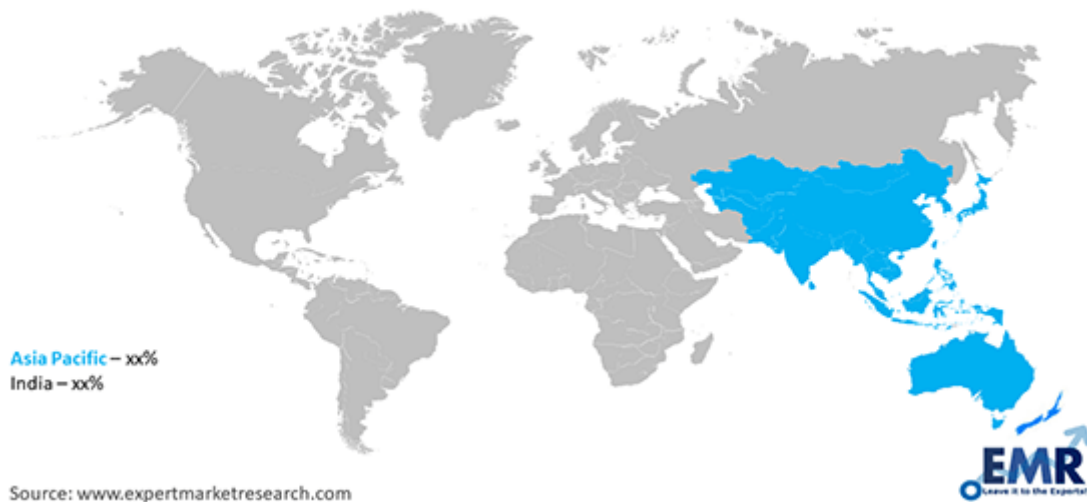 Asia Pacific – xx%
India – xx%
EMR
Leave it to the Experts!
Source: www.expertmarketresearch.com